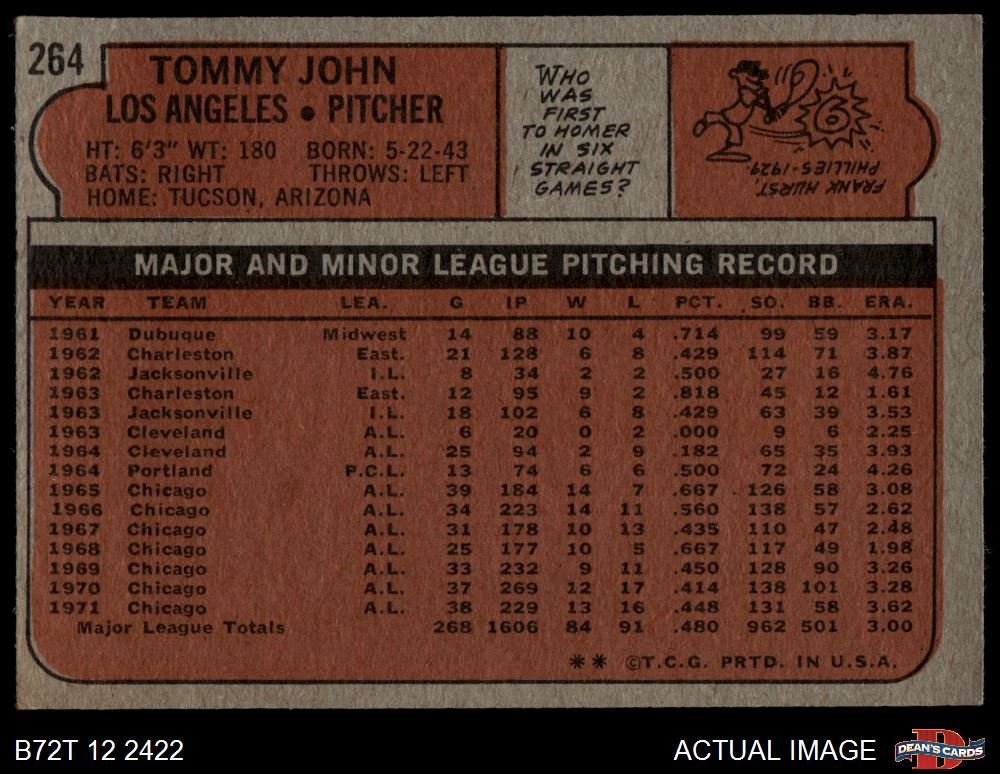 264
TOMMY JOHN
LOS ANGELES • PITCHER
HT: 6'3" WT: 180 BORN: 5-22-43
BATS: RIGHT THROWS: LEFT
HOME: TUCSON, ARIZONA
WHO
WAS
FIRST
TO HOMER
IN SIX
STRAIGHT
GAMES?
6
FRANK HURST,
PHILLIES-1929.
MAJOR AND MINOR LEAGUE PITCHING RECORD
YEAR TEAM LEA. G IP W L PCT. SO. BB. ERA.
1961 Dubuque Midwest 14 88 10 4 .714 99 59 3.17
1962 Charleston East. 21 128 6 8 .429 114 71 3.87
1962 Jacksonville I.L. 8 34 2 2 .500 27 16 4.76
1963 Charleston East. 12 95 9 2 .818 45 12 1.61
1963 Jacksonville I.L. 18 102 6 8 .429 63 39 3.53
1963 Cleveland A.L. 6 20 0 2 .000 9 6 2.25
1964 Cleveland A.L. 25 94 2 9 .182 65 35 3.93
1964 Portland P.C.L. 13 74 6 6 .500 72 24 4.26
1965 Chicago A.L. 39 184 14 7 .667 126 58 3.08
1966 Chicago A.L. 34 223 14 11 .560 138 57 2.62
1967 Chicago A.L. 31 178 10 13 .435 110 47 2.48
1968 Chicago A.L. 25 177 10 5 .667 117 49 1.98
1969 Chicago A.L. 33 232 9 11 .450 128 90 3.26
1970 Chicago A.L. 37 269 12 17 .414 138 101 3.28
1971 Chicago A.L. 38 229 13 16 .448 131 58 3.62
Major League Totals 268 1606 84 91 .480 962 501 3.00
** ©T.C.G. PRTD. IN U.S.A.
B72T 12 2422
ACTUAL IMAGE
DEAN'S CARDS